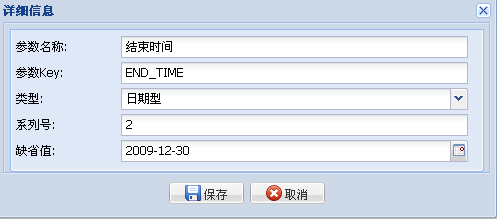 详细信息
参数名称: 结束时间
参数Key: END_TIME
类型: 日期型
系列号: 2
缺省值: 2009-12-30
保存 取消